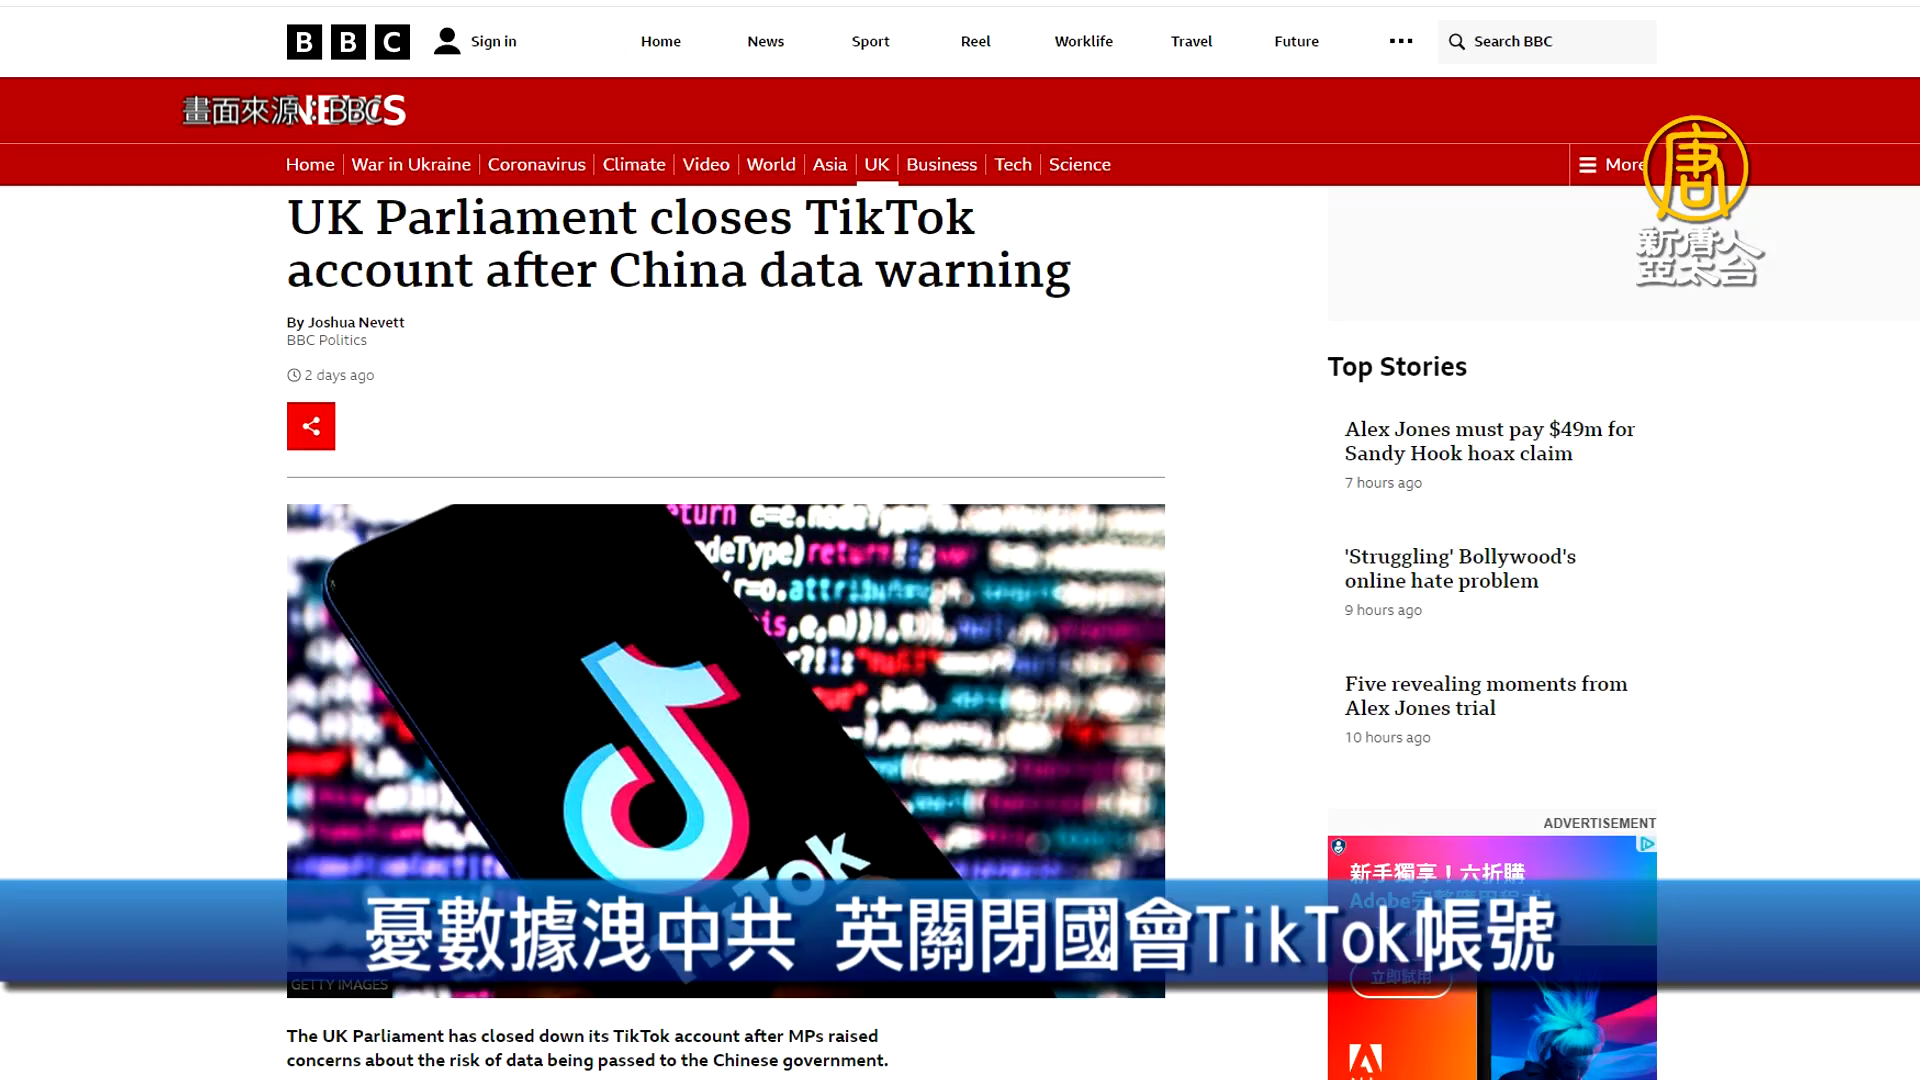 BBC
Sign in
Home
News
Sport
Reel
Worklife
Travel
Future
Search BBC
畫面來源:BBC
NEWS
Home
War in Ukraine
Coronavirus
Climate
Video
World
Asia
UK
Business
Tech
Science
More
唐
新唐人
亞太台
UK Parliament closes TikTok
account after China data warning
By Joshua Nevett
BBC Politics
2 days ago
Top Stories
Alex Jones must pay $49m for
Sandy Hook hoax claim
7 hours ago
'Struggling' Bollywood's
online hate problem
9 hours ago
Five revealing moments from
Alex Jones trial
10 hours ago
TikTok
GETTY IMAGES
ADVERTISEMENT
新手獨享！六折購
立即試用
憂數據洩中共 英關閉國會TikTok帳號
The UK Parliament has closed down its TikTok account after MPs raised
concerns about the risk of data being passed to the Chinese government.